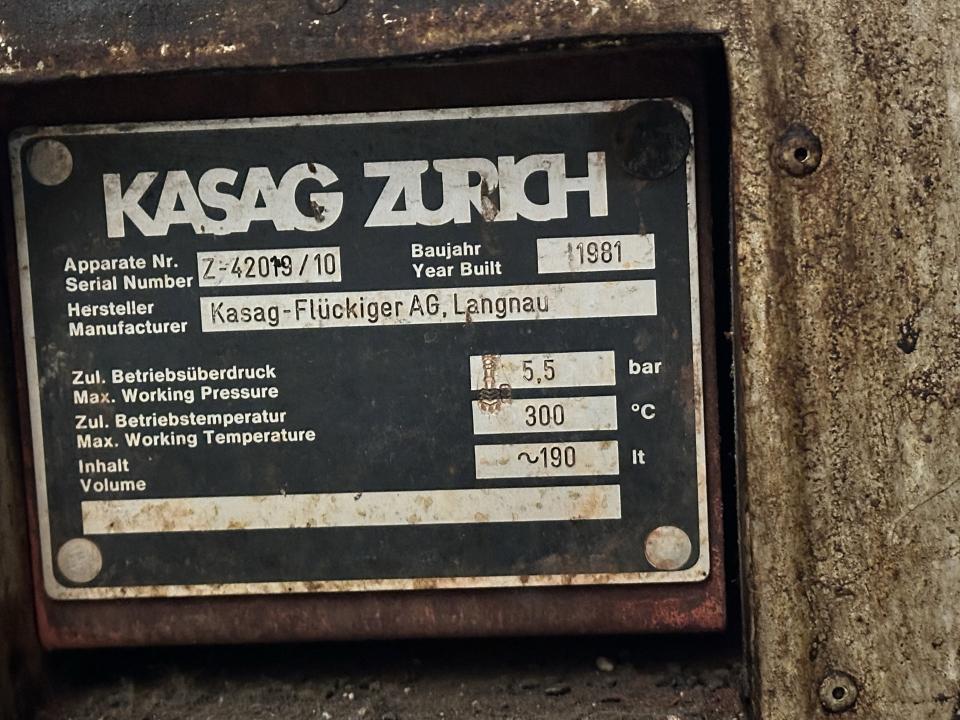 KASAG ZURICH
Apparate Nr.
Serial Number
Z-42019/10
Baujahr
Year Built
1981
Hersteller
Manufacturer
Kasag-Flückiger AG, Langnau
Zul. Betriebsüberdruck
Max. Working Pressure
5,5 bar
Zul. Betriebstemperatur
Max. Working Temperature
300 °C
Inhalt
Volume
~190 lt